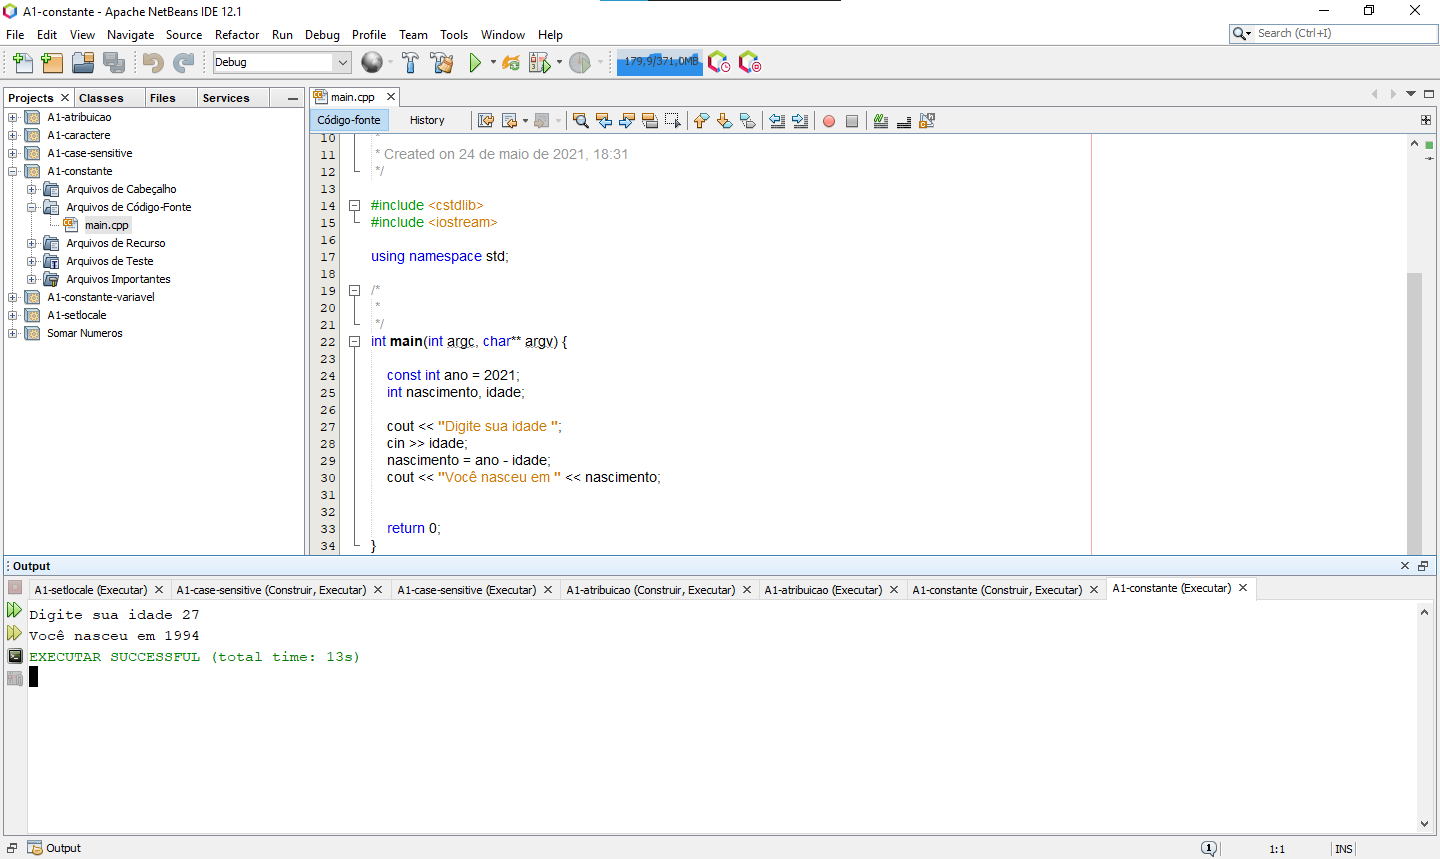 A1-constante - Apache NetBeans IDE 12.1
File Edit View Navigate Source Refactor Run Debug Profile Team Tools Window Help
Search (Ctrl+I)
Debug
179,9/371,0MB
Projects Classes Files Services
A1-atribuicao
A1-caractere
A1-case-sensitive
A1-constante
Arquivos de Cabeçalho
Arquivos de Código-Fonte
main.cpp
Arquivos de Recurso
Arquivos de Teste
Arquivos Importantes
A1-constante-variavel
A1-setlocale
Somar Numeros
main.cpp
Código-fonte History
10 *
11 * Created on 24 de maio de 2021, 18:31
12 */
13
14 #include <cstdlib>
15 #include <iostream>
16
17 using namespace std;
18
19 /*
20 *
21 */
22 int main(int argc, char** argv) {
23
24 const int ano = 2021;
25 int nascimento, idade;
26
27 cout << "Digite sua idade ";
28 cin >> idade;
29 nascimento = ano - idade;
30 cout << "Você nasceu em " << nascimento;
31
32
33 return 0;
34 }
Output
A1-setlocale (Executar) A1-case-sensitive (Construir, Executar) A1-case-sensitive (Executar) A1-atribuicao (Construir, Executar) A1-atribuicao (Executar) A1-constante (Construir, Executar) A1-constante (Executar)
Digite sua idade 27
Você nasceu em 1994
EXECUTAR SUCCESSFUL (total time: 13s)
Output
1
1:1
INS